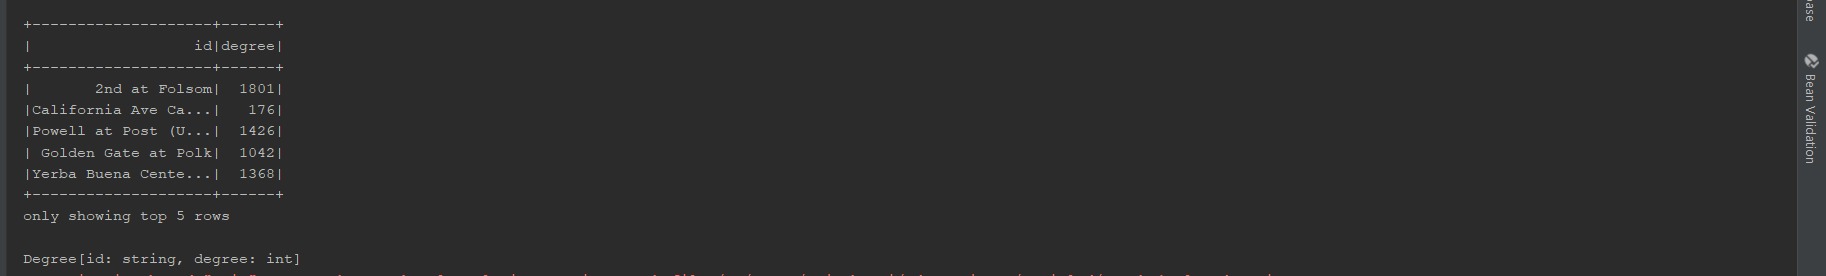 +--------------------+------+
|                  id|degree|
+--------------------+------+
|       2nd at Folsom|  1801|
|California Ave Ca...|   176|
|Powell at Post (U...|  1426|
| Golden Gate at Polk|  1042|
|Yerba Buena Cente...|  1368|
+--------------------+------+
only showing top 5 rows
Degree[id: string, degree: int]
Bean Validation